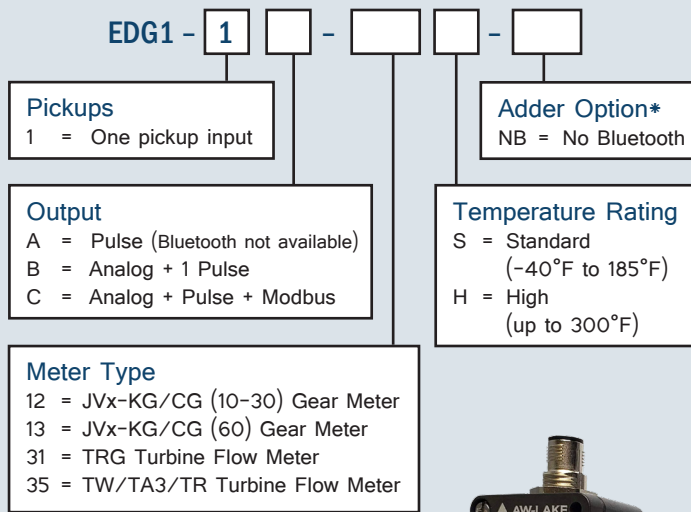 EDG1 – 1 – –
Pickups
1 = One pickup input
Adder Option*
NB = No Bluetooth
Output
A = Pulse (Bluetooth not available)
B = Analog + 1 Pulse
C = Analog + Pulse + Modbus
Temperature Rating
S = Standard
(-40°F to 185°F)
H = High
(up to 300°F)
Meter Type
12 = JVx-KG/CG (10-30) Gear Meter
13 = JVx-KG/CG (60) Gear Meter
31 = TRG Turbine Flow Meter
35 = TW/TA3/TR Turbine Flow Meter
AW-LAKE